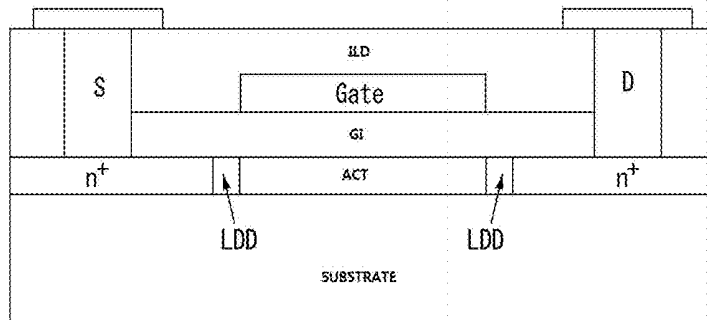 ILD
S
Gate
D
GI
n+
ACT
n+
LDD
LDD
SUBSTRATE